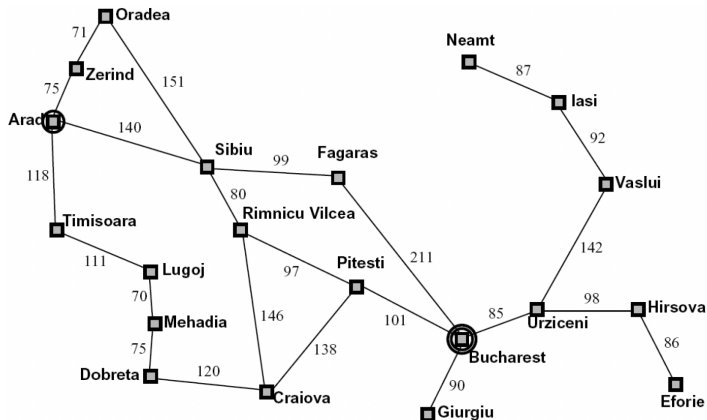 Oradea
71
Neamt
Zerind
87
75
151
Iasi
Arad
140
92
Sibiu
99
Fagaras
118
80
Vaslui
Timisoara
Rimnicu Vilcea
111
142
Lugoj
97
Pitesti
211
70
98
Hirsova
146
85
Mehadia
101
Urziceni
75
138
86
Bucharest
Dobreta
120
90
Craiova
Eforie
Giurgiu